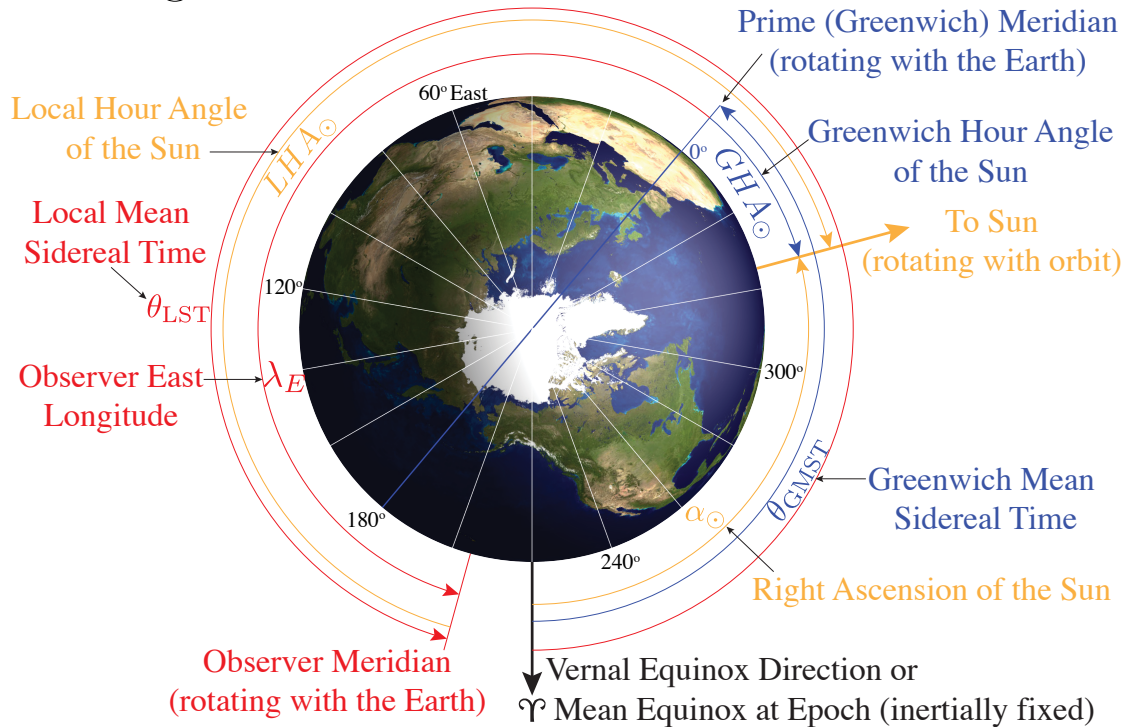 Prime (Greenwich) Meridian
(rotating with the Earth)
60° East
Local Hour Angle
of the Sun
LHA☉
0°
GHA☉
Greenwich Hour Angle
of the Sun
Local Mean
Sidereal Time
To Sun
(rotating with orbit)
120°
θLST
Observer East
Longitude
λE
300°
θGMST
Greenwich Mean
Sidereal Time
180°
α☉
240°
Right Ascension of the Sun
Observer Meridian
(rotating with the Earth)
Vernal Equinox Direction or
♈ Mean Equinox at Epoch (inertially fixed)